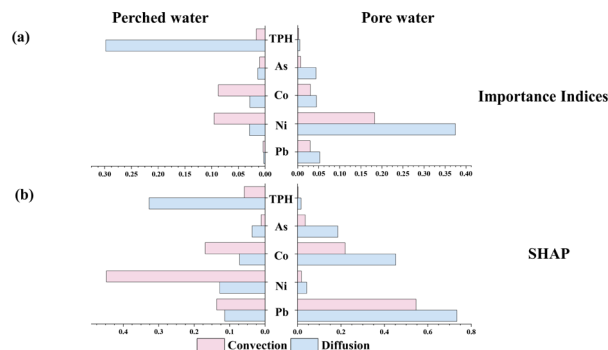 Perched water Pore water
(a)
TPH
As
Co
Ni
Pb
Importance Indices
0.30 0.25 0.20 0.15 0.10 0.05 0.00 0.00 0.05 0.10 0.15 0.20 0.25 0.30 0.35 0.40
(b)
TPH
As
Co
Ni
Pb
SHAP
0.4 0.3 0.2 0.1 0.0 0.0 0.2 0.4 0.6 0.8
Convection Diffusion